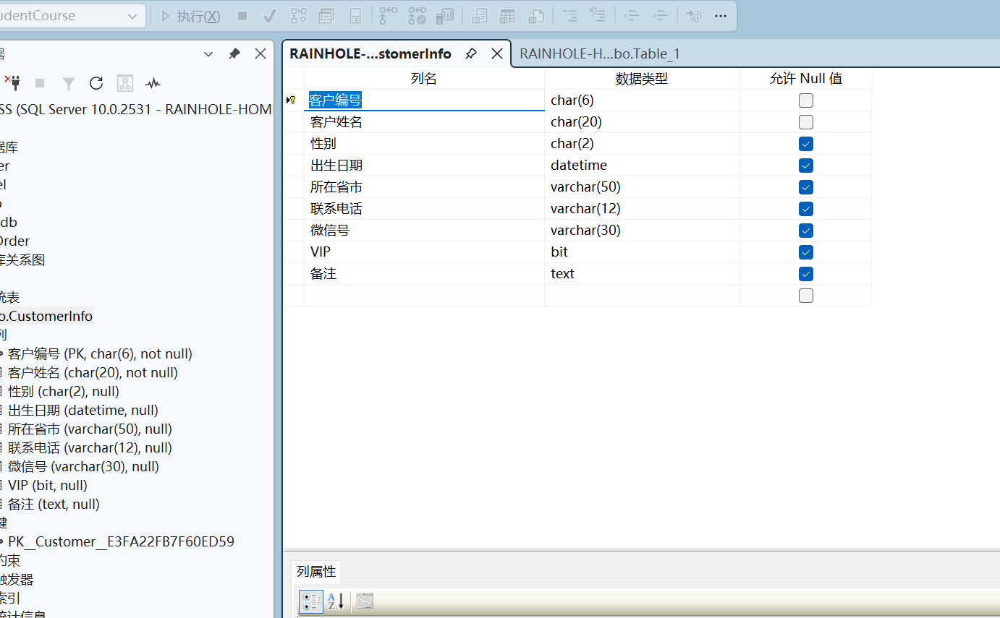 udentCourse
执行(X)
器
RAINHOLE-...stomerInfo
RAINHOLE-H...bo.Table_1
SS (SQL Server 10.0.2531 - RAINHOLE-HOM
据库
er
el
db
Order
库关系图
统表
o.CustomerInfo
列
客户编号 (PK, char(6), not null)
客户姓名 (char(20), not null)
性别 (char(2), null)
出生日期 (datetime, null)
所在省市 (varchar(50), null)
联系电话 (varchar(12), null)
微信号 (varchar(30), null)
VIP (bit, null)
备注 (text, null)
键
PK__Customer__E3FA22FB7F60ED59
约束
触发器
索引
统计信息
列名 数据类型 允许 Null 值
客户编号 char(6)
客户姓名 char(20)
性别 char(2)
出生日期 datetime
所在省市 varchar(50)
联系电话 varchar(12)
微信号 varchar(30)
VIP bit
备注 text
列属性